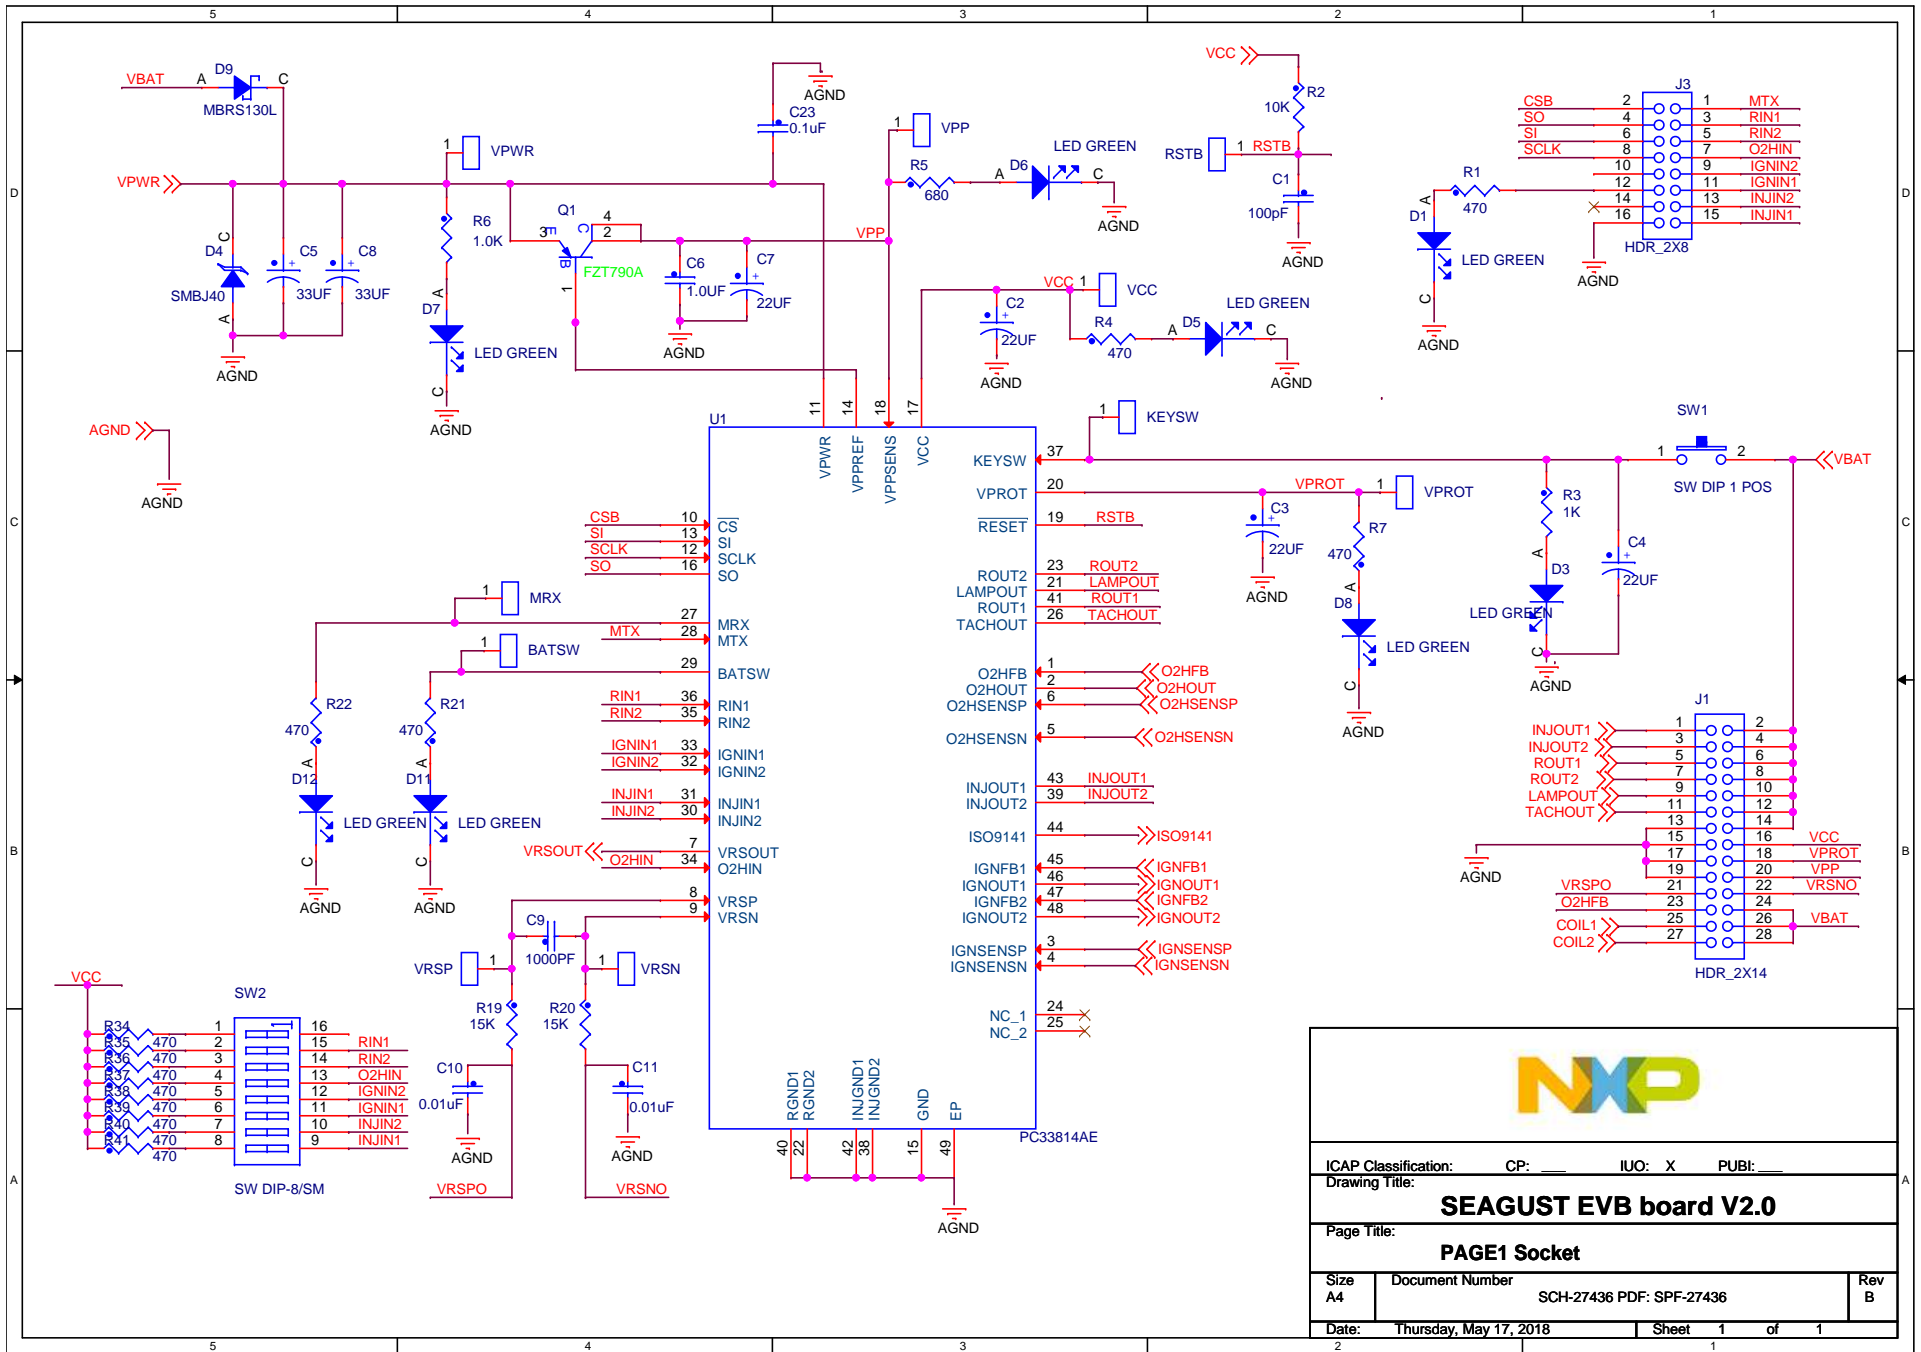 5 4 3 2 1
VBAT A D9 C
MBRS130L
VPWR
1 VPWR
D4 C A
SMBJ40
C5 + 33UF
C8 + 33UF
AGND
R6 1.0K
D7 A C
LED GREEN
AGND
Q1 3 E C B 4 2 1
FZT790A
C23 0.1uF
AGND
1 VPP
R5 680
A D6 C
LED GREEN
AGND
VPP
C6 1.0UF
C7 + 22UF
AGND
VCC
R2 10K
RSTB 1 RSTB
C1 100pF
AGND
VCC 1 VCC
C2 + 22UF
AGND
R4 470
A D5 C
LED GREEN
AGND
J3
CSB 2 1 MTX
SO 4 3 RIN1
SI 6 5 RIN2
SCLK 8 7 O2HIN
10 9 IGNIN2
12 11 IGNIN1
14 13 INJIN2
16 15 INJIN1
HDR_2X8
AGND
R1 470
D1 A C
LED GREEN
AGND
AGND
AGND
U1
11 VPWR
14 VPPREF
18 VPPSENS
17 VCC
CSB 10 CS
SI 13 SI
SCLK 12 SCLK
SO 16 SO
1 MRX
27 MRX
MTX 28 MTX
1 BATSW
29 BATSW
RIN1 36 RIN1
RIN2 35 RIN2
IGNIN1 33 IGNIN1
IGNIN2 32 IGNIN2
INJIN1 31 INJIN1
INJIN2 30 INJIN2
VRSOUT 7 VRSOUT
O2HIN 34 O2HIN
8 VRSP
9 VRSN
KEYSW 37
1 KEYSW
VPROT 20 VPROT 1 VPROT
RESET 19 RSTB
ROUT2 23 ROUT2
LAMPOUT 21 LAMPOUT
ROUT1 41 ROUT1
TACHOUT 26 TACHOUT
O2HFB 1 O2HFB
O2HOUT 2 O2HOUT
O2HSENSP 6 O2HSENSP
O2HSENSN 5 O2HSENSN
INJOUT1 43 INJOUT1
INJOUT2 39 INJOUT2
ISO9141 44 ISO9141
IGNFB1 45 IGNFB1
IGNOUT1 46 IGNOUT1
IGNFB2 47 IGNFB2
IGNOUT2 48 IGNOUT2
IGNSENSP 3 IGNSENSP
IGNSENSN 4 IGNSENSN
NC_1 24
NC_2 25
RGND1 40
RGND2 22
INJGND1 42
INJGND2 38
GND 15
EP 49
PC33814AE
AGND
C3 + 22UF
AGND
R7 470
D8 A C
LED GREEN
AGND
SW1
1 2 VBAT
SW DIP 1 POS
R3 1K
D3 A C
LED GREEN
C4 + 22UF
AGND
R22 470
D12 A C
LED GREEN
AGND
R21 470
D11 A C
LED GREEN
AGND
C9 1000PF
VRSP 1
1 VRSN
R19 15K
R20 15K
C10 0.01uF
AGND
C11 0.01uF
AGND
VRSPO
VRSNO
J1
INJOUT1 1 2
INJOUT2 3 4
ROUT1 5 6
ROUT2 7 8
LAMPOUT 9 10
TACHOUT 11 12
13 14
15 16 VCC
17 18 VPROT
19 20 VPP
VRSPO 21 22 VRSNO
O2HFB 23 24
COIL1 25 26 VBAT
COIL2 27 28
HDR_2X14
AGND
VCC
SW2
R34 470 1 16
R35 470 2 15 RIN1
R36 470 3 14 RIN2
R37 470 4 13 O2HIN
R38 470 5 12 IGNIN2
R39 470 6 11 IGNIN1
R40 470 7 10 INJIN2
R41 470 8 9 INJIN1
SW DIP-8/SM
D C B A
D C B A
NXP
ICAP Classification: CP: ___ IUO: X PUBI: ___
Drawing Title:
SEAGUST EVB board V2.0
Page Title:
PAGE1 Socket
Size A4
Document Number
SCH-27436 PDF: SPF-27436
Rev B
Date: Thursday, May 17, 2018
Sheet 1 of 1
5 4 3 2 1